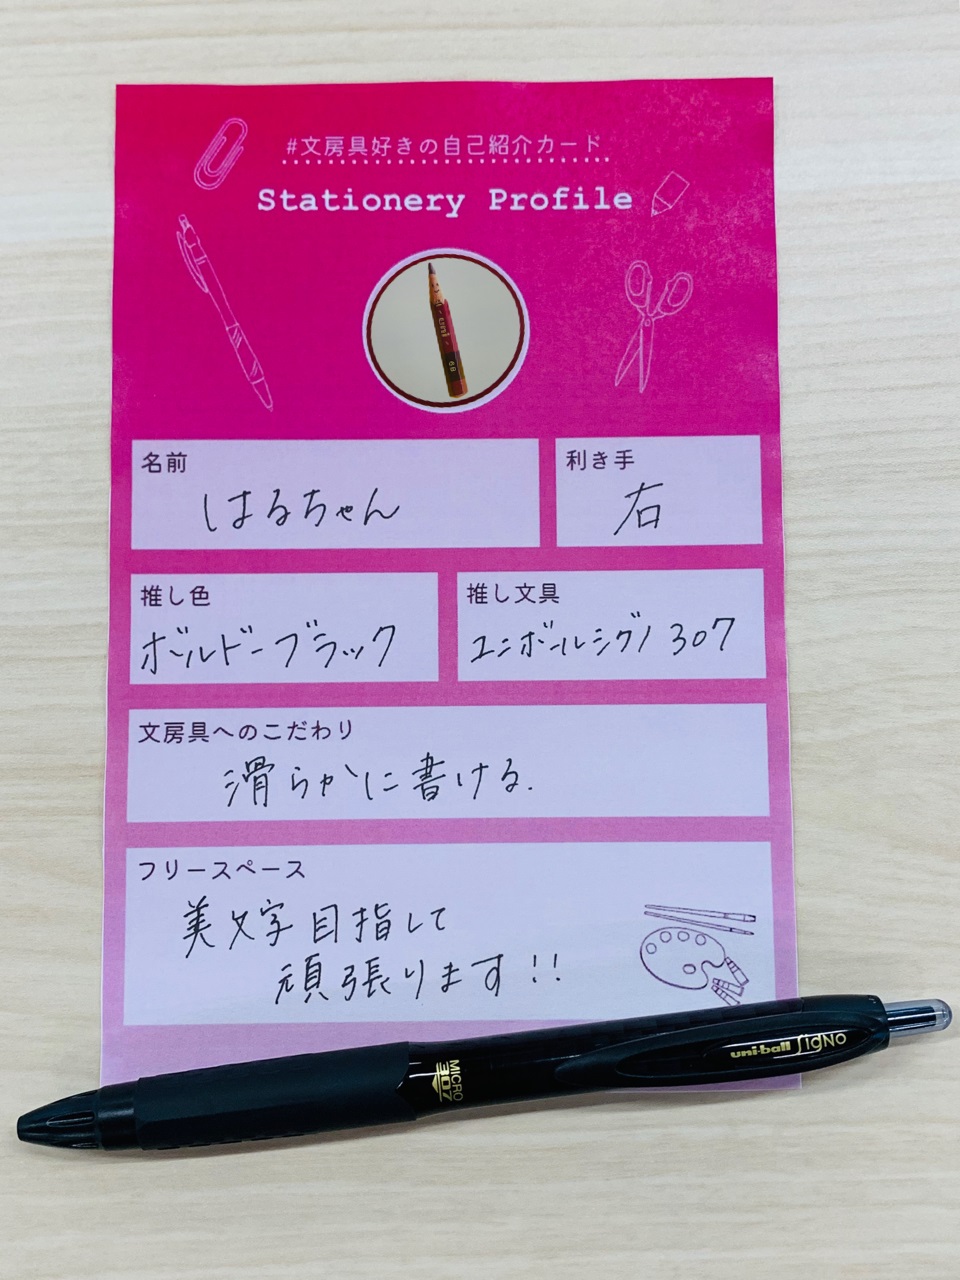 #文房具好きの自己紹介カード
Stationery Profile
uni
6B
名前
はるちゃん
利き手
右
推し色
ボルドーブラック
推し文具
ユニボールシグノ 307
文房具へのこだわり
滑らかに書ける.
フリースペース
美文字目指して
頑張ります!!
MICRO
307
uni-ball SigNo